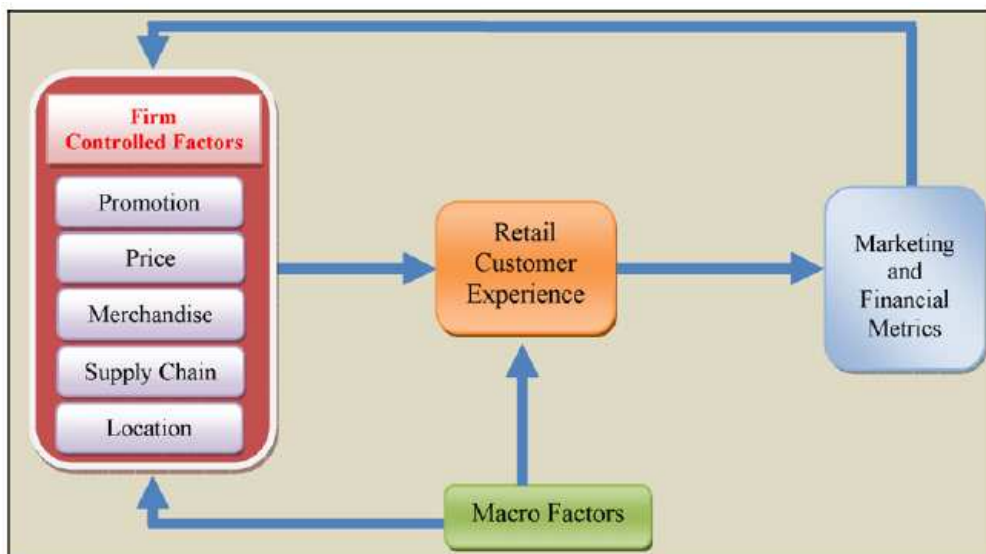 Firm
Controlled Factors
Promotion
Price
Merchandise
Supply Chain
Location
Retail
Customer
Experience
Marketing
and
Financial
Metrics
Macro Factors